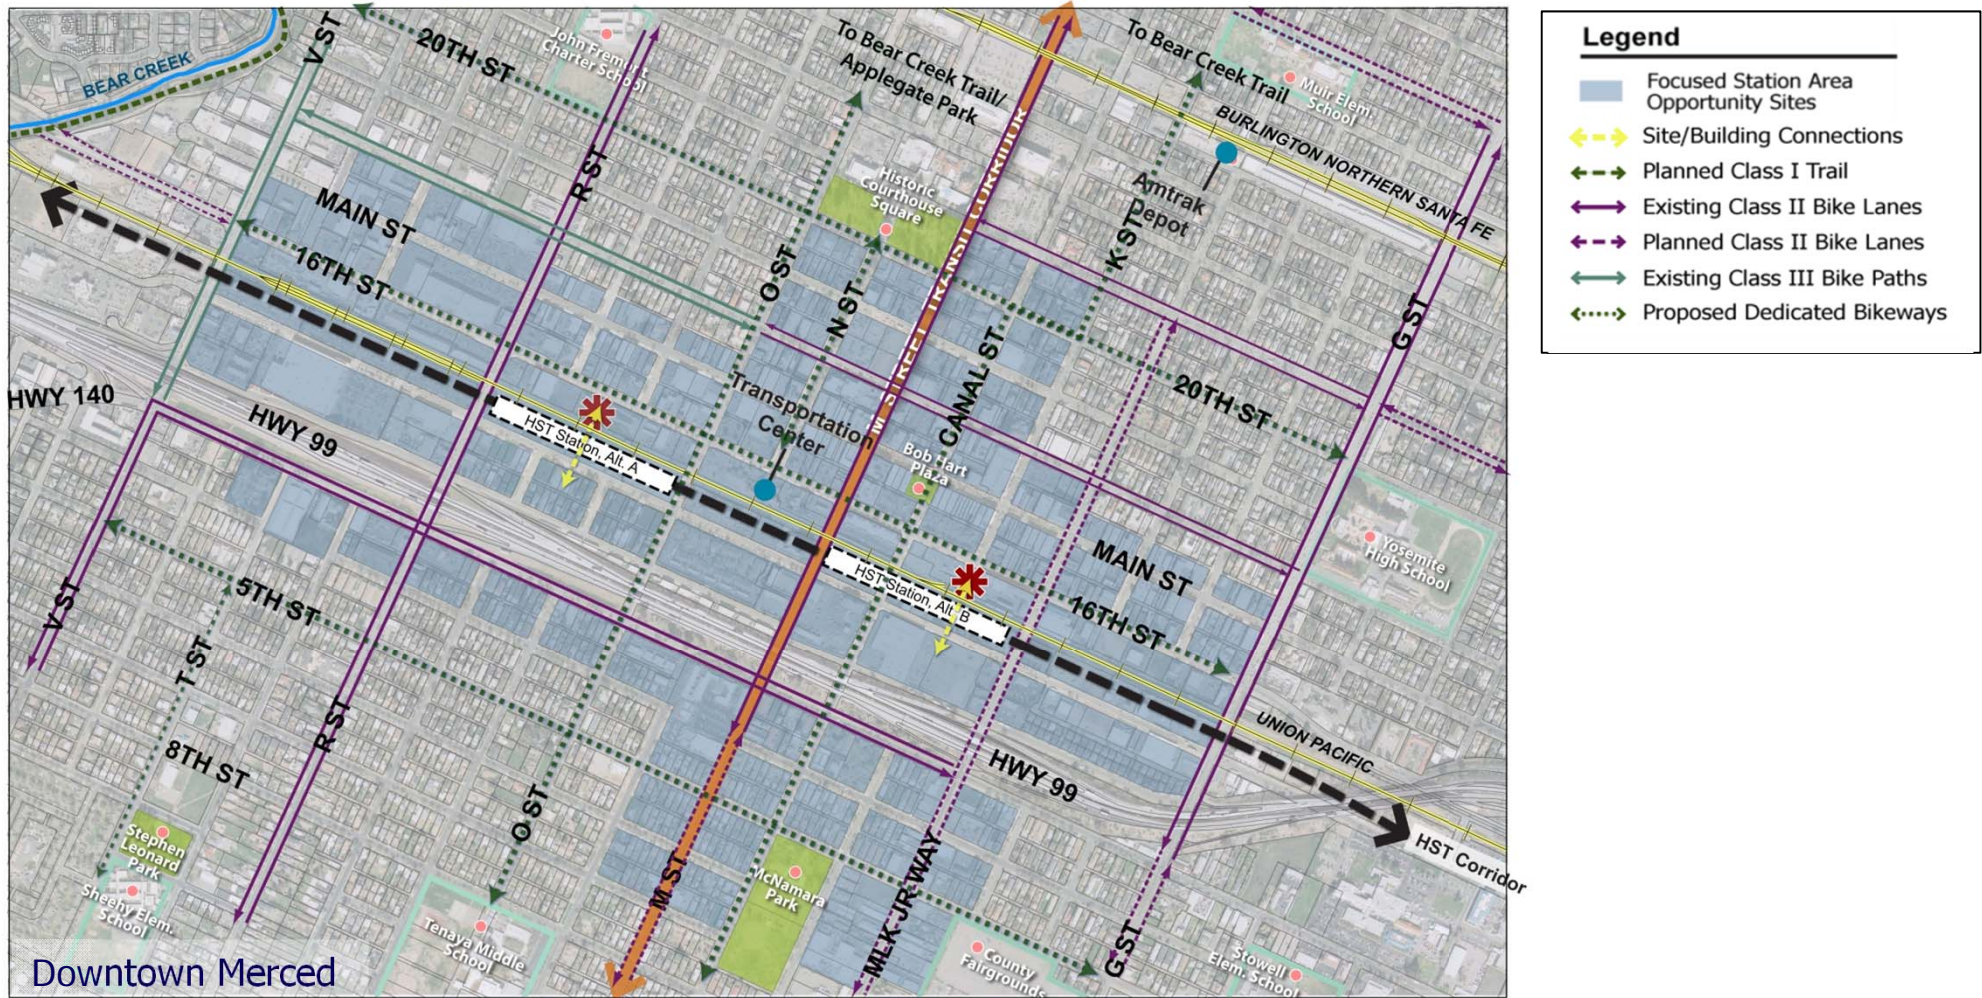 V ST
20TH ST
John Fremont
Charter School
BEAR CREEK
R ST
To Bear Creek Trail/
Applegate Park
To Bear Creek Trail
Muir Elem.
School
BURLINGTON NORTHERN SANTA FE
Amtrak
Depot
K ST
Historic
Courthouse
Square
M STREET TRANSIT CORRIDOR
MAIN ST
16TH ST
O ST
N ST
CANAL ST
G ST
20TH ST
HWY 140
HWY 99
Transportation
Center
HST Station, Alt. A
Bob Hart
Plaza
Yosemite
High School
MAIN ST
16TH ST
HST Station, Alt. B
V ST
5TH ST
T ST
R ST
8TH ST
UNION PACIFIC
HWY 99
HST Corridor
O ST
M ST
MLK JR WAY
G ST
Stephen
Leonard
Park
Sheehy Elem.
School
Tenaya Middle
School
McNamara
Park
County
Fairgrounds
Stowell
Elem. School
Downtown Merced
Legend
Focused Station Area
Opportunity Sites
Site/Building Connections
Planned Class I Trail
Existing Class II Bike Lanes
Planned Class II Bike Lanes
Existing Class III Bike Paths
Proposed Dedicated Bikeways